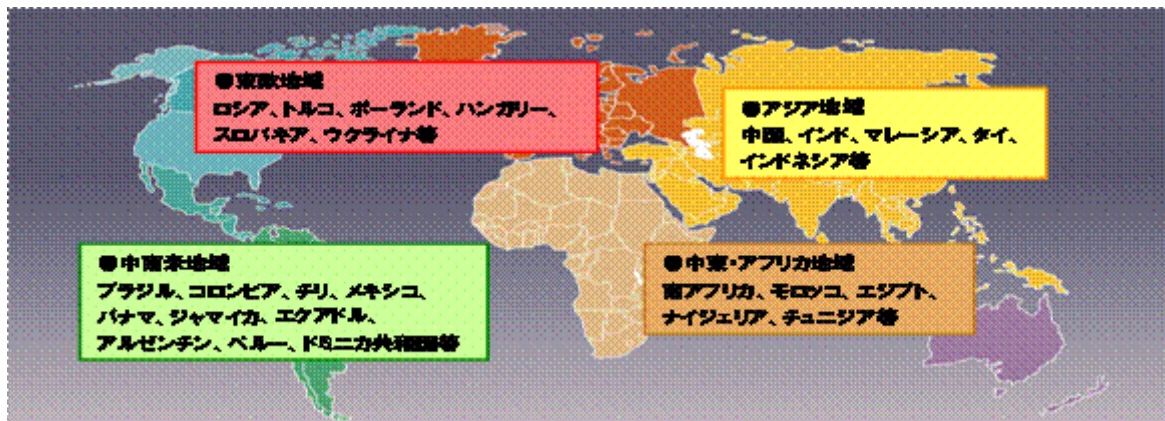 ●東欧地域
ロシア、トルコ、ポーランド、ハンガリー、
スロバキア、ウクライナ等
●アジア地域
中国、インド、マレーシア、タイ、
インドネシア等
●中南米地域
ブラジル、コロンビア、チリ、メキシコ、
パナマ、ジャマイカ、エクアドル、
アルゼンチン、ペルー、ドミニカ共和国等
●中東・アフリカ地域
南アフリカ、モロッコ、エジプト、
ナイジェリア、チュニジア等